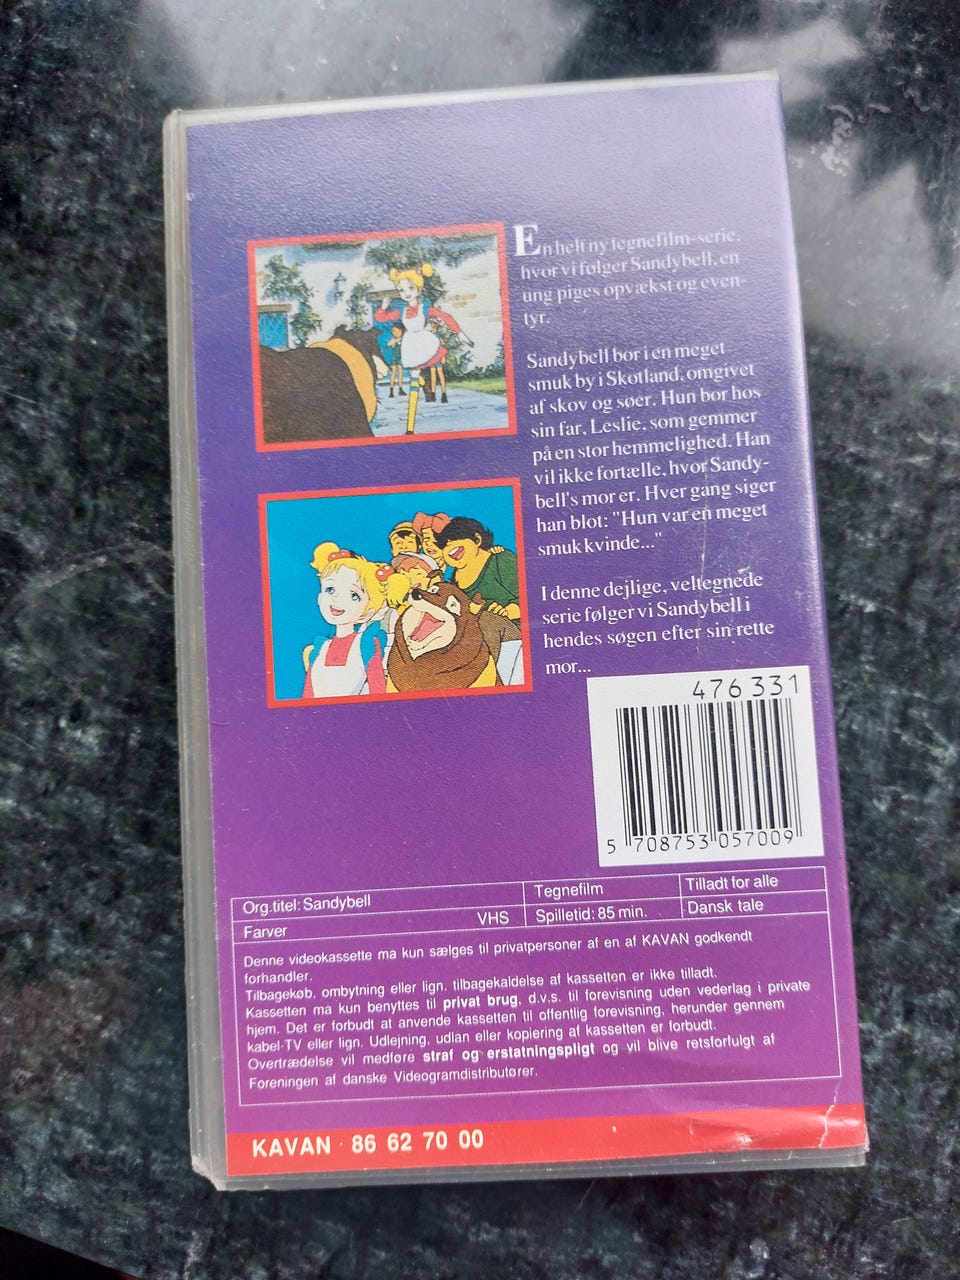 En helt ny tegnefilm-serie,
hvor vi følger Sandybell, en
ung piges opvækst og even-
tyr.
Sandybell bor i en meget
smuk by i Skotland, omgivet
af skov og søer. Hun bor hos
sin far, Leslie, som gemmer
på en stor hemmelighed. Han
vil ikke fortælle, hvor Sandy-
bell's mor er. Hver gang siger
han blot: "Hun var en meget
smuk kvinde..."
I denne dejlige, veltegnede
serie følger vi Sandybell i
hendes søgen efter sin rette
mor...
476331
5 708753 057009
Org.titel: Sandybell
Tegnefilm
Tilladt for alle
Farver VHS
Spilletid: 85 min.
Dansk tale
Denne videokassette må kun sælges til privatpersoner af en af KAVAN godkendt
forhandler.
Tilbagekøb, ombytning eller lign. tilbagekaldelse af kassetten er ikke tilladt.
Kassetten må kun benyttes til privat brug, d.v.s. til forevisning uden vederlag i private
hjem. Det er forbudt at anvende kassetten til offentlig forevisning, herunder gennem
kabel-TV eller lign. Udlejning, udlån eller kopiering af kassetten er forbudt.
Overtrædelse vil medføre straf og erstatningspligt og vil blive retsforfulgt af
Foreningen af danske Videogramdistributører.
KAVAN · 86 62 70 00